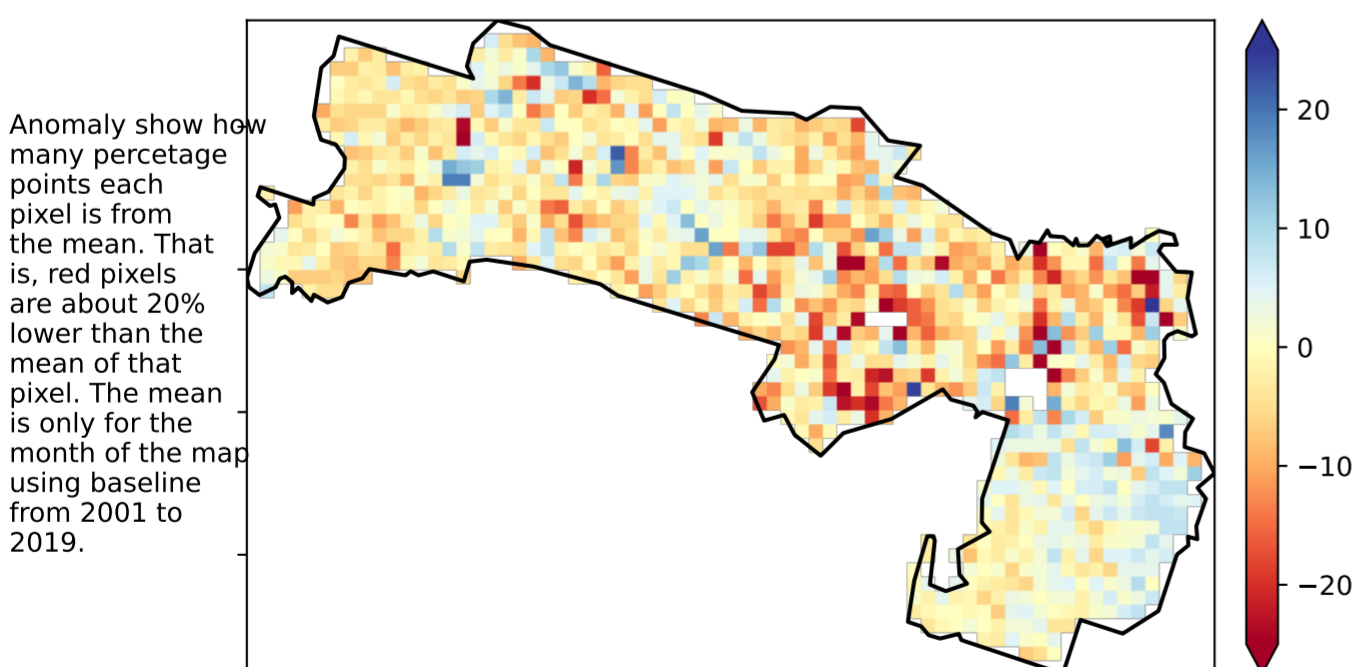 Anomaly show how
many percetage
points each
pixel is from
the mean. That
is, red pixels
are about 20%
lower than the
mean of that
pixel. The mean
is only for the
month of the map
using baseline
from 2001 to
2019.
20
10
0
−10
−20